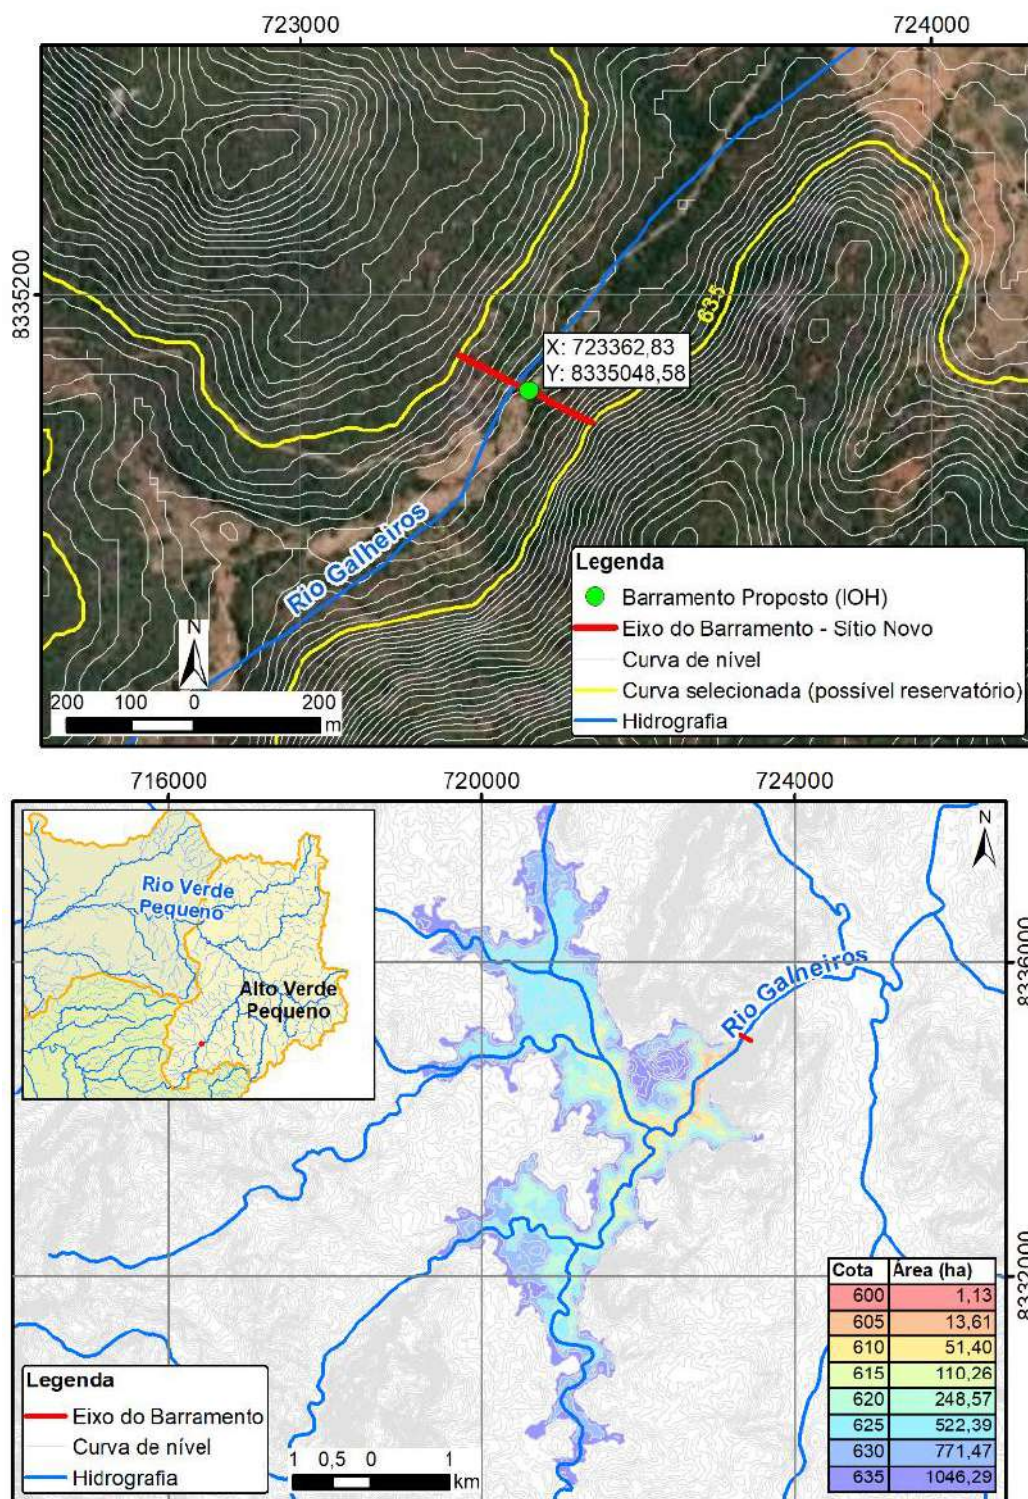 723000
724000
8335200
635
X: 723362,83
Y: 8335048,58
Rio Galheiros
N
200 100 0 200
m
Legenda
Barramento Proposto (IOH)
Eixo do Barramento - Sítio Novo
Curva de nível
Curva selecionada (possível reservatório)
Hidrografia
716000
720000
724000
N
Rio Verde
Pequeno
Alto Verde
Pequeno
Rio Galheiros
8336000
8332000
Cota Área (ha)
600 1,13
605 13,61
610 51,40
615 110,26
620 248,57
625 522,39
630 771,47
635 1046,29
Legenda
Eixo do Barramento
Curva de nível
Hidrografia
1 0,5 0 1
km